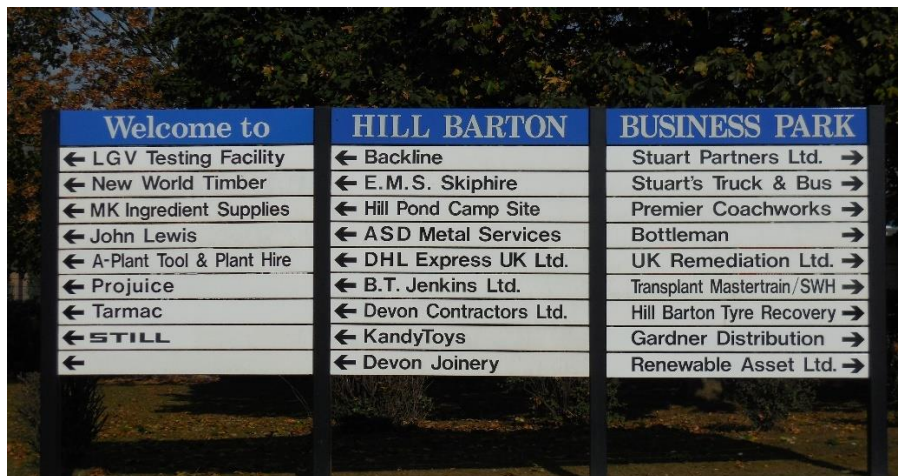 Welcome to
← LGV Testing Facility
← New World Timber
← MK Ingredient Supplies
← John Lewis
← A-Plant Tool & Plant Hire
← Projuice
← Tarmac
← STILL
←
HILL BARTON
← Backline
← E.M.S. Skiphire
← Hill Pond Camp Site
← ASD Metal Services
← DHL Express UK Ltd.
← B.T. Jenkins Ltd.
← Devon Contractors Ltd.
← KandyToys
← Devon Joinery
BUSINESS PARK
Stuart Partners Ltd. →
Stuart's Truck & Bus →
Premier Coachworks →
Bottleman →
UK Remediation Ltd. →
Transplant Mastertrain/SWH →
Hill Barton Tyre Recovery →
Gardner Distribution →
Renewable Asset Ltd. →